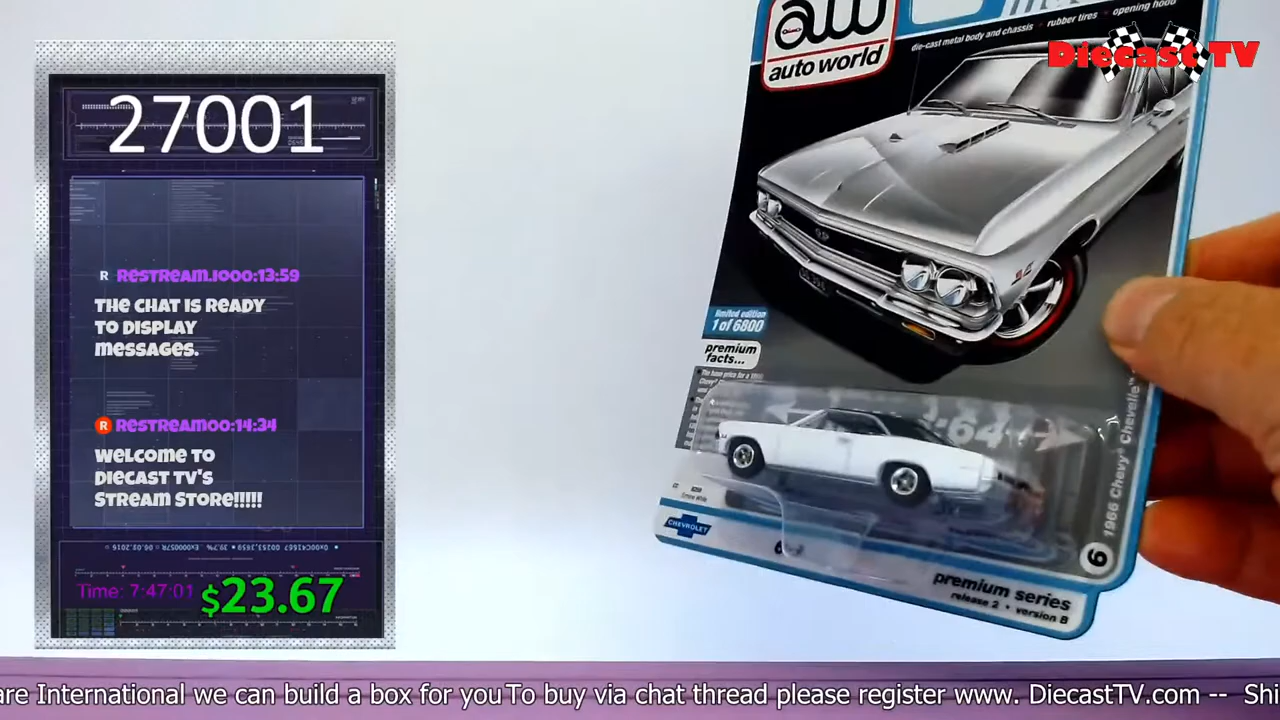 27001
R Restream.io00:13:59
THE CHAT IS READY
TO DISPLAY
MESSAGES.
R Restream00:14:34
WELCOME TO
DIECAST TV'S
STREAM STORE!!!!!
Time: 7:47:01
$23.67
aw
auto world
die-cast metal body and chassis • rubber tires • opening hood
Diecast TV
limited edition
1 of 6800
premium
facts...
1:64
CHEVROLET
1966 Chevy Chevelle
6
premium series
release 2 • version B
are International we can build a box for you To buy via chat thread please register www. DiecastTV.com -- Shi